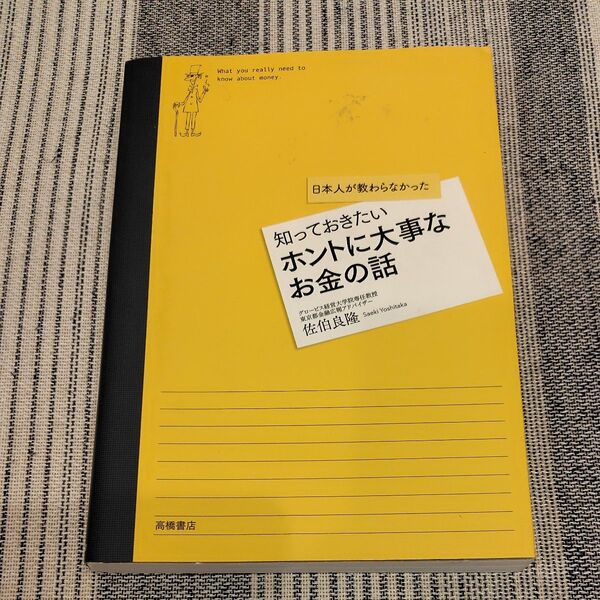 What you really need to
know about money.
日本人が教わらなかった
知っておきたい
ホントに大事な
お金の話
グロービス経営大学院専任教授
東京都金融広報アドバイザー
佐伯良隆 Saeki Yoshitaka
高橋書店